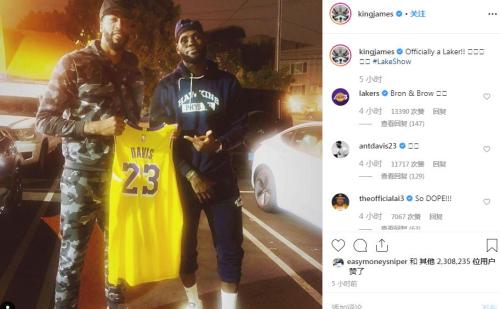 kingjames • 关注
kingjames Officially a Laker!!
#LakeShow
5 小时
lakers Bron & Brow
4 小时 13390 次赞 回复
查看回复 (147)
antdavis23
4 小时 11717 次赞 回复
查看回复 (129)
theofficialai3 So DOPE!!!
4 小时 7067 次赞 回复
easymoneysniper 和 其他 2,308,235 位用户
赞了
5 小时前
DAVIS
23